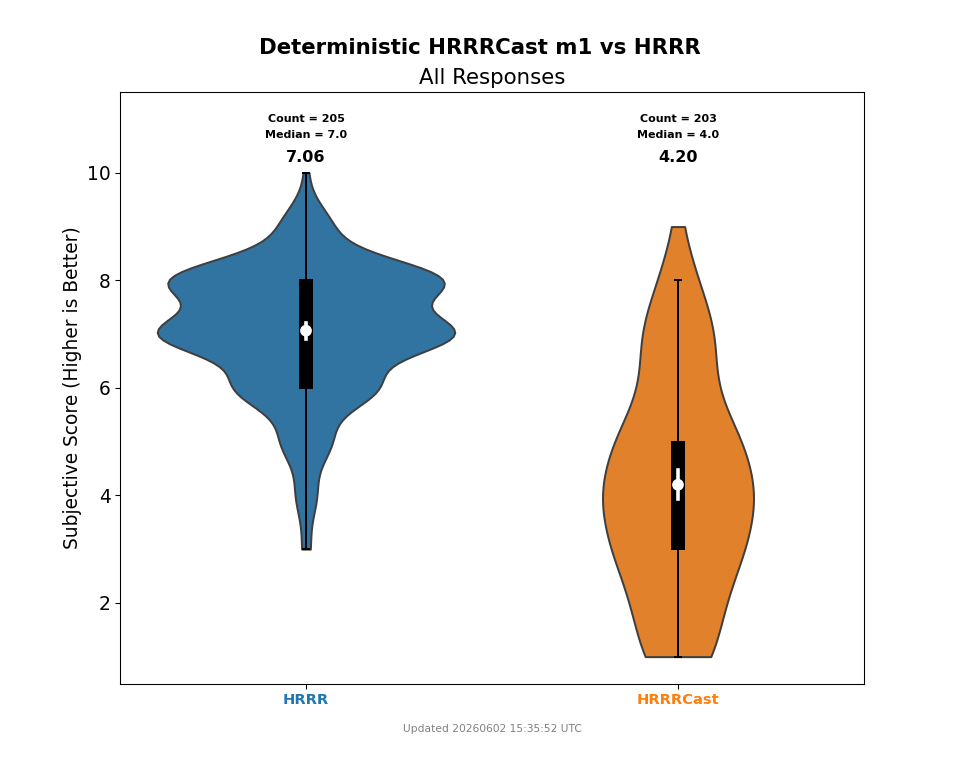 Deterministic HRRRCast m1 vs HRRR
All Responses
Count = 205
Median = 7.0
7.06
Count = 203
Median = 4.0
4.20
Subjective Score (Higher is Better)
10
8
6
4
2
HRRR
HRRRCast
Updated 20260602 15:35:52 UTC